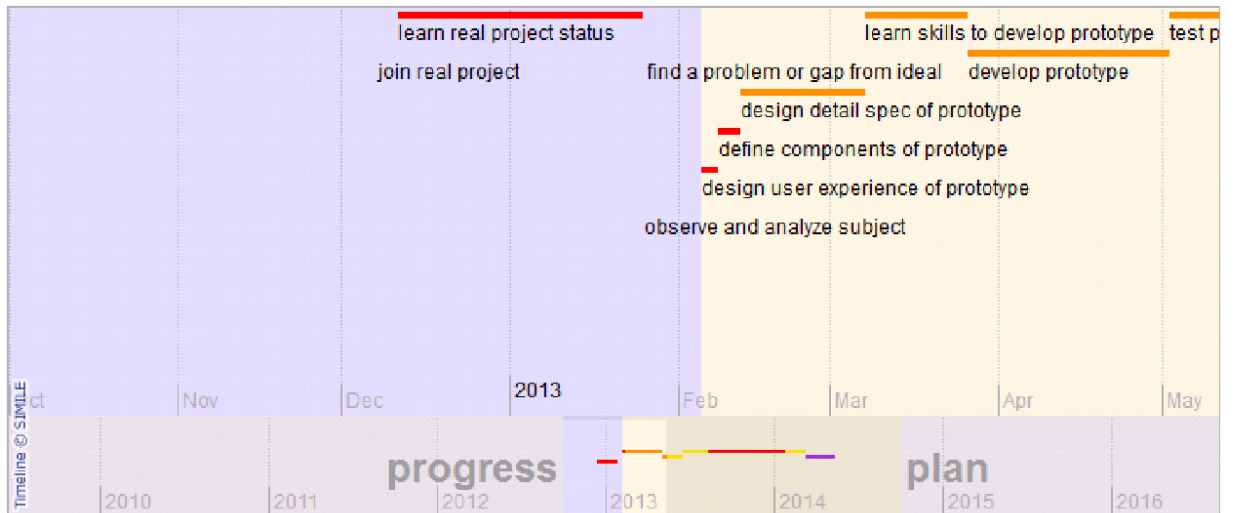 learn real project status
learn skills to develop prototype
test p
join real project
find a problem or gap from ideal
develop prototype
design detail spec of prototype
define components of prototype
design user experience of prototype
observe and analyze subject
ct
Nov
Dec
2013
Feb
Mar
Apr
May
Timeline © SIMILE
progress
plan
2010
2011
2012
2013
2014
2015
2016